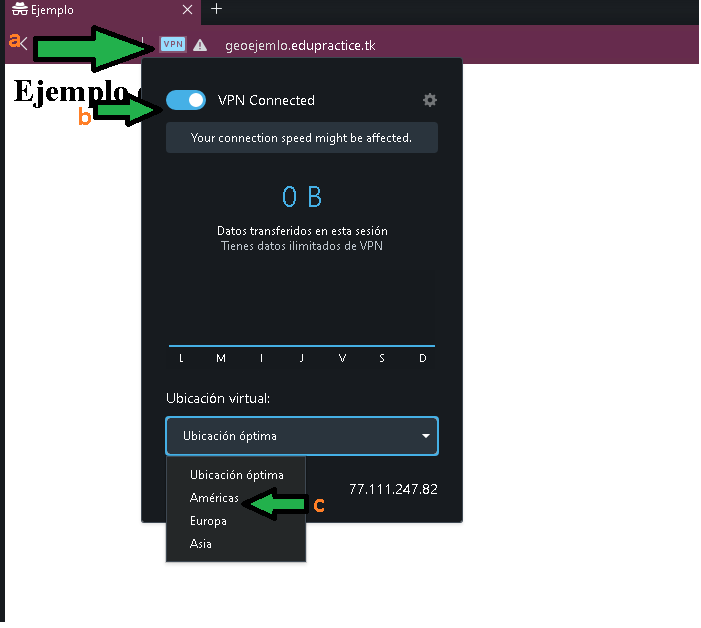 Ejemplo
a
VPN
geoejemlo.edupractice.tk
Ejemplo
b
VPN Connected
Your connection speed might be affected.
0 B
Datos transferidos en esta sesión
Tienes datos ilimitados de VPN
L M I J V S D
Ubicación virtual:
Ubicación óptima
Ubicación óptima
Américas
c
77.111.247.82
Europa
Asia